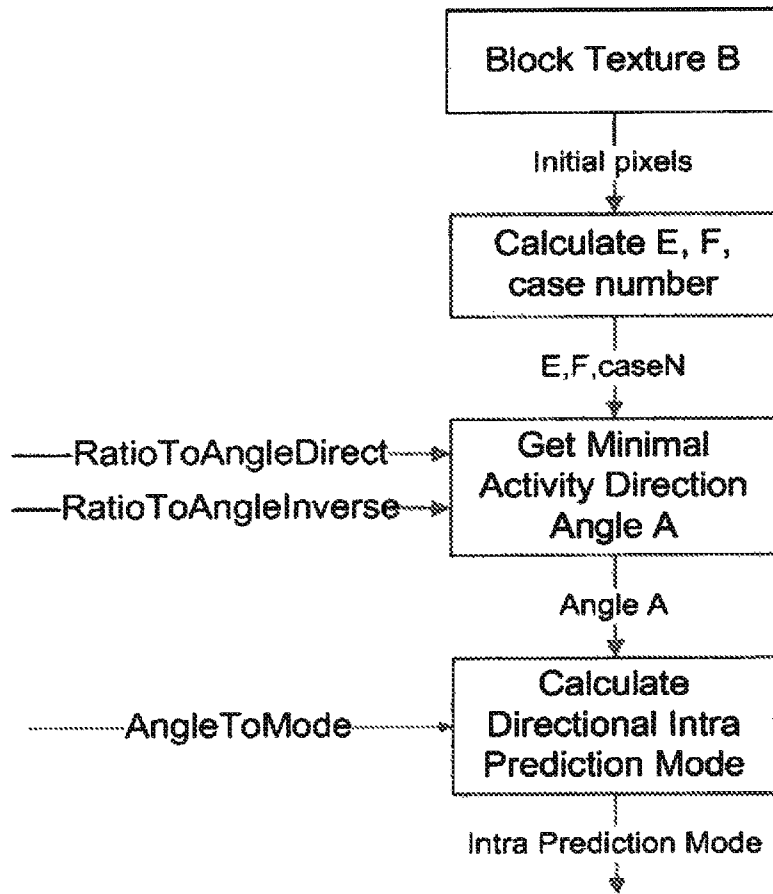 Block Texture B
Initial pixels
Calculate E, F,
case number
E,F,caseN
RatioToAngleDirect
RatioToAngleInverse
Get Minimal
Activity Direction
Angle A
Angle A
AngleToMode
Calculate
Directional Intra
Prediction Mode
Intra Prediction Mode